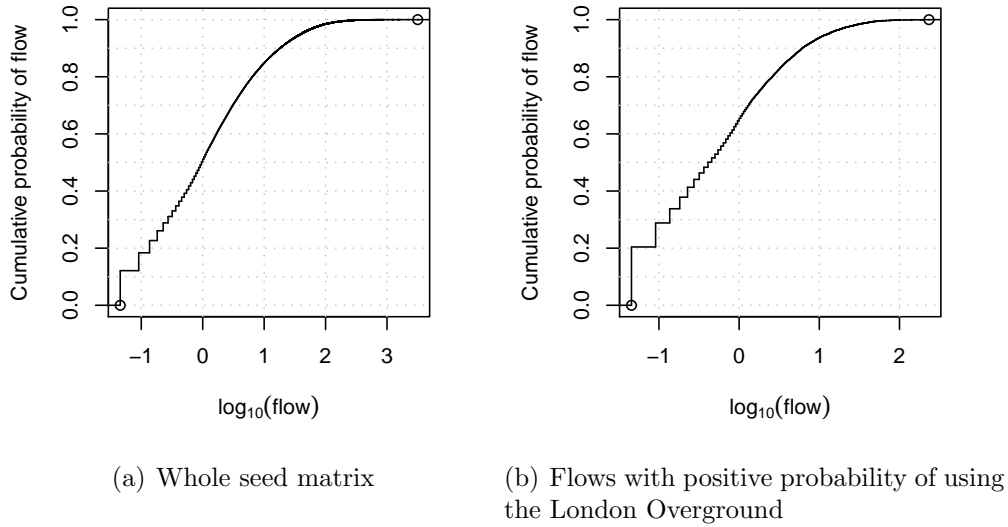 Cumulative probability of flow
1.0
0.8
0.6
0.4
0.2
0.0
−1 0 1 2 3
log10(flow)
(a) Whole seed matrix
Cumulative probability of flow
1.0
0.8
0.6
0.4
0.2
0.0
−1 0 1 2
log10(flow)
(b) Flows with positive probability of using
the London Overground